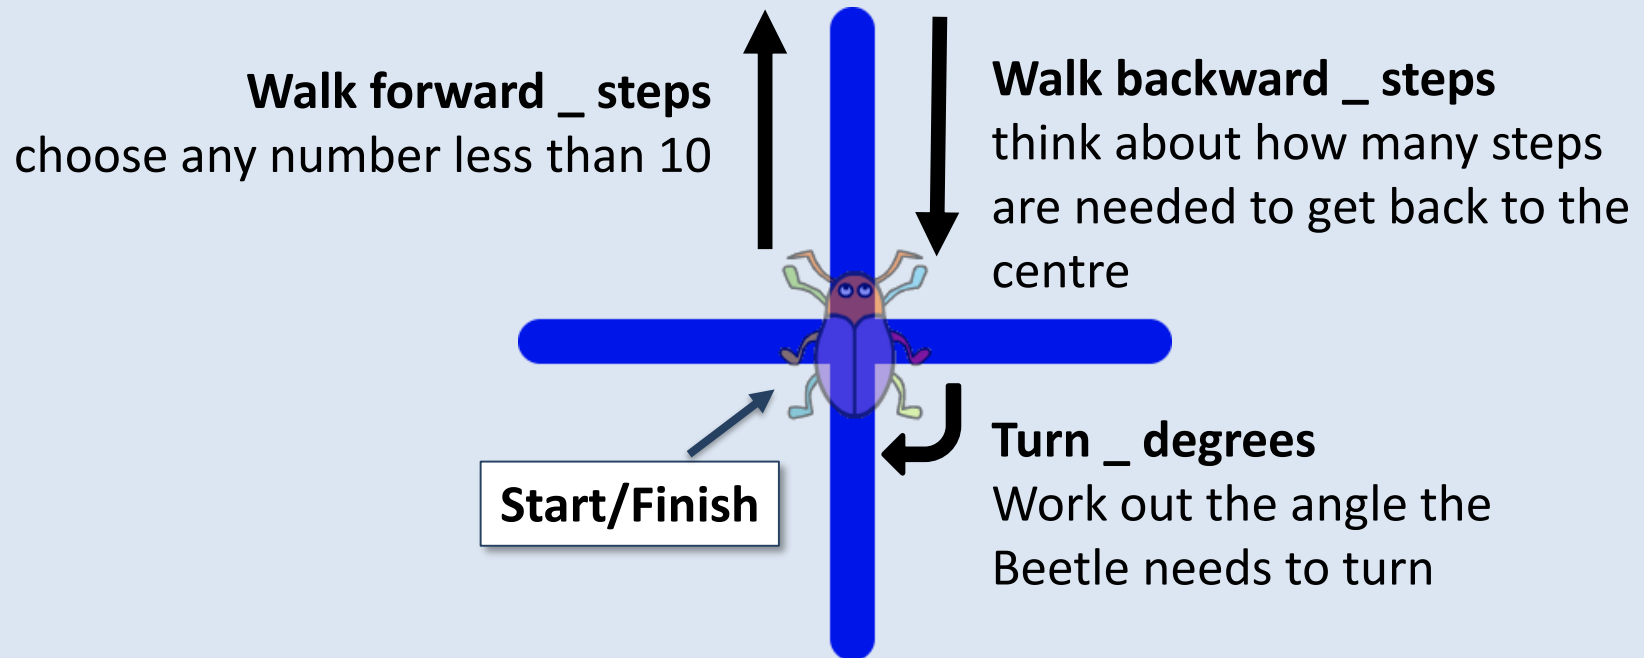 Walk forward _ steps
choose any number less than 10
Walk backward _ steps
think about how many steps
are needed to get back to the
centre
Start/Finish
Turn _ degrees
Work out the angle the
Beetle needs to turn